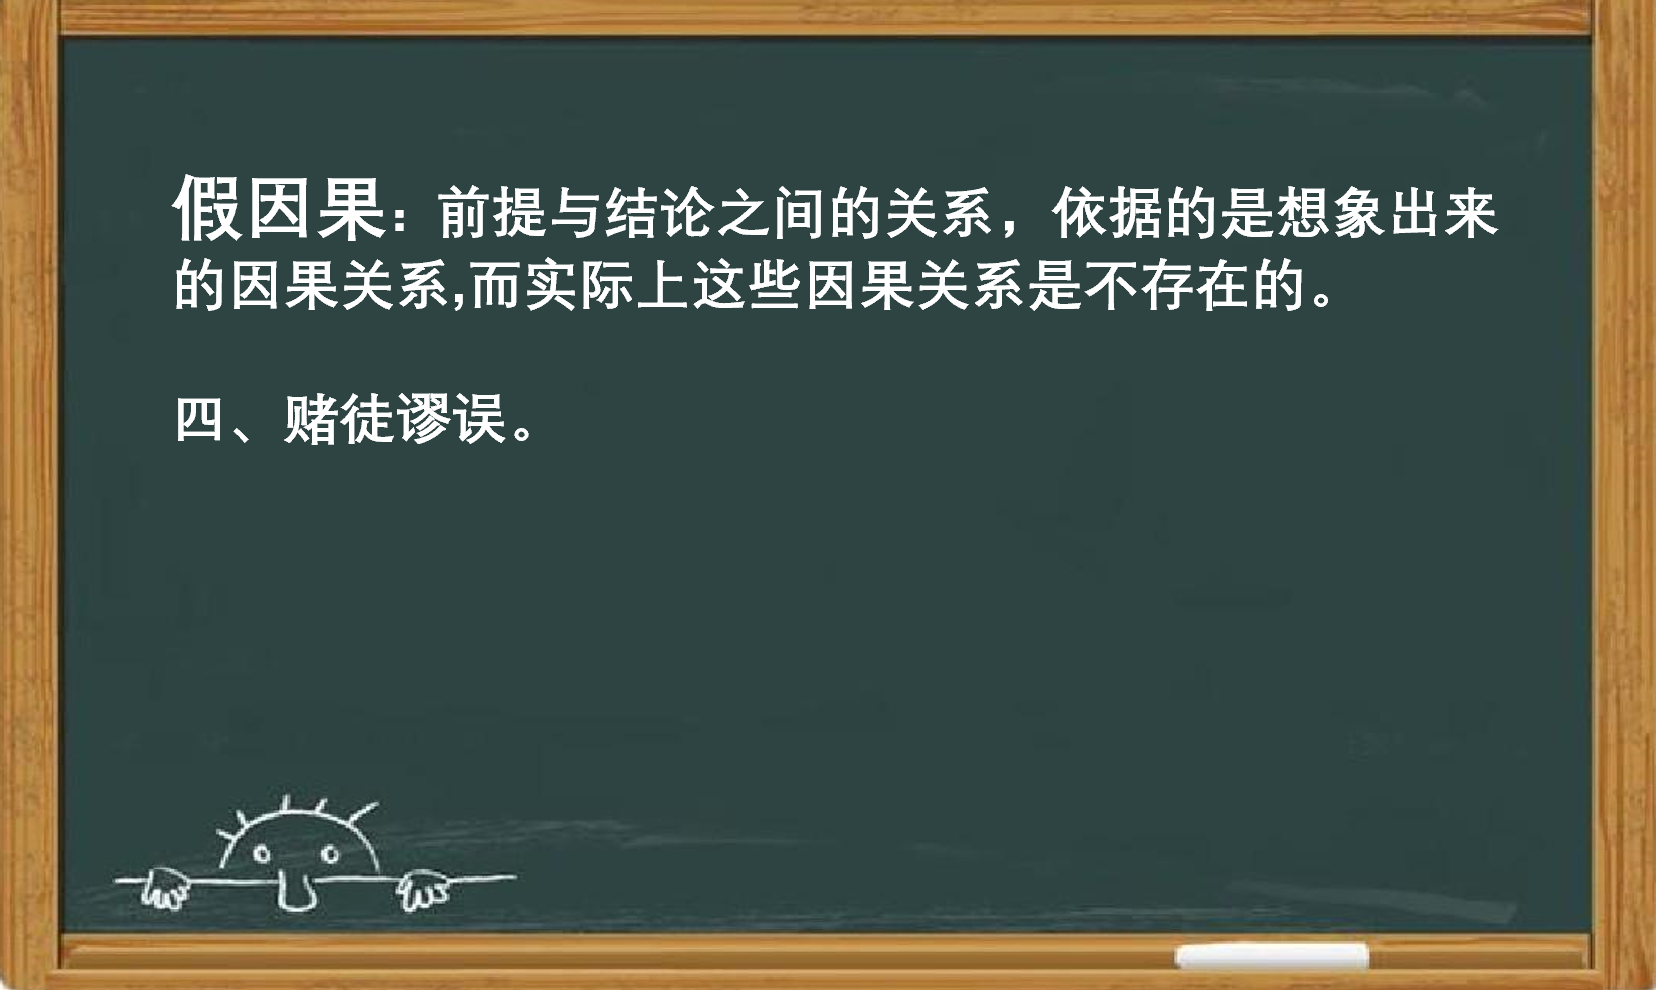 假因果：前提与结论之间的关系，依据的是想象出来
的因果关系,而实际上这些因果关系是不存在的。
四、赌徒谬误。